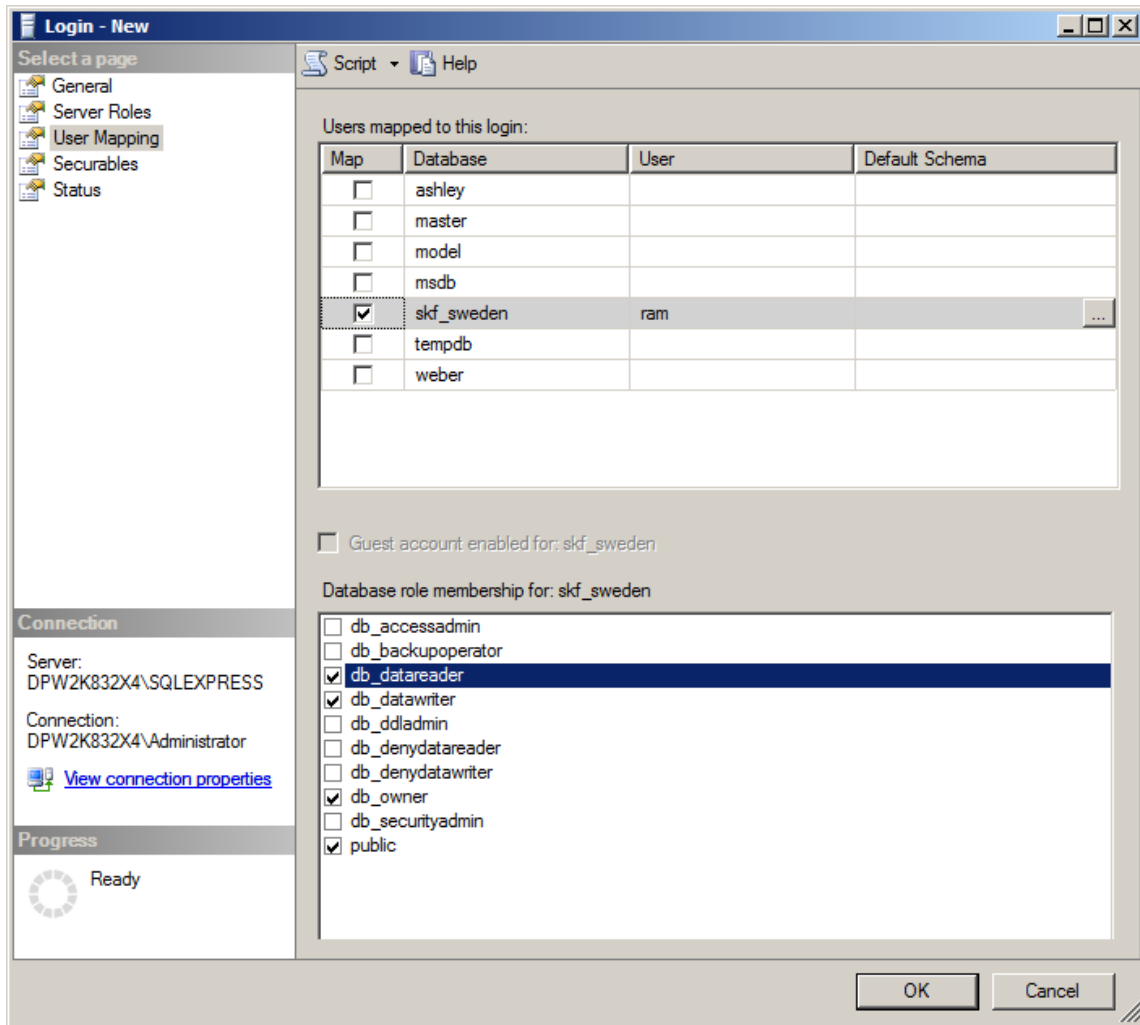 Login - New
Select a page
General
Server Roles
User Mapping
Securables
Status
Script Help
Users mapped to this login:
Map Database User Default Schema
ashley
master
model
msdb
skf_sweden ram ...
tempdb
weber
Guest account enabled for: skf_sweden
Database role membership for: skf_sweden
db_accessadmin
db_backupoperator
db_datareader
db_datawriter
db_ddladmin
db_denydatareader
db_denydatawriter
db_owner
db_securityadmin
public
Connection
Server:
DPW2K832X4\SQLEXPRESS
Connection:
DPW2K832X4\Administrator
View connection properties
Progress
Ready
OK Cancel